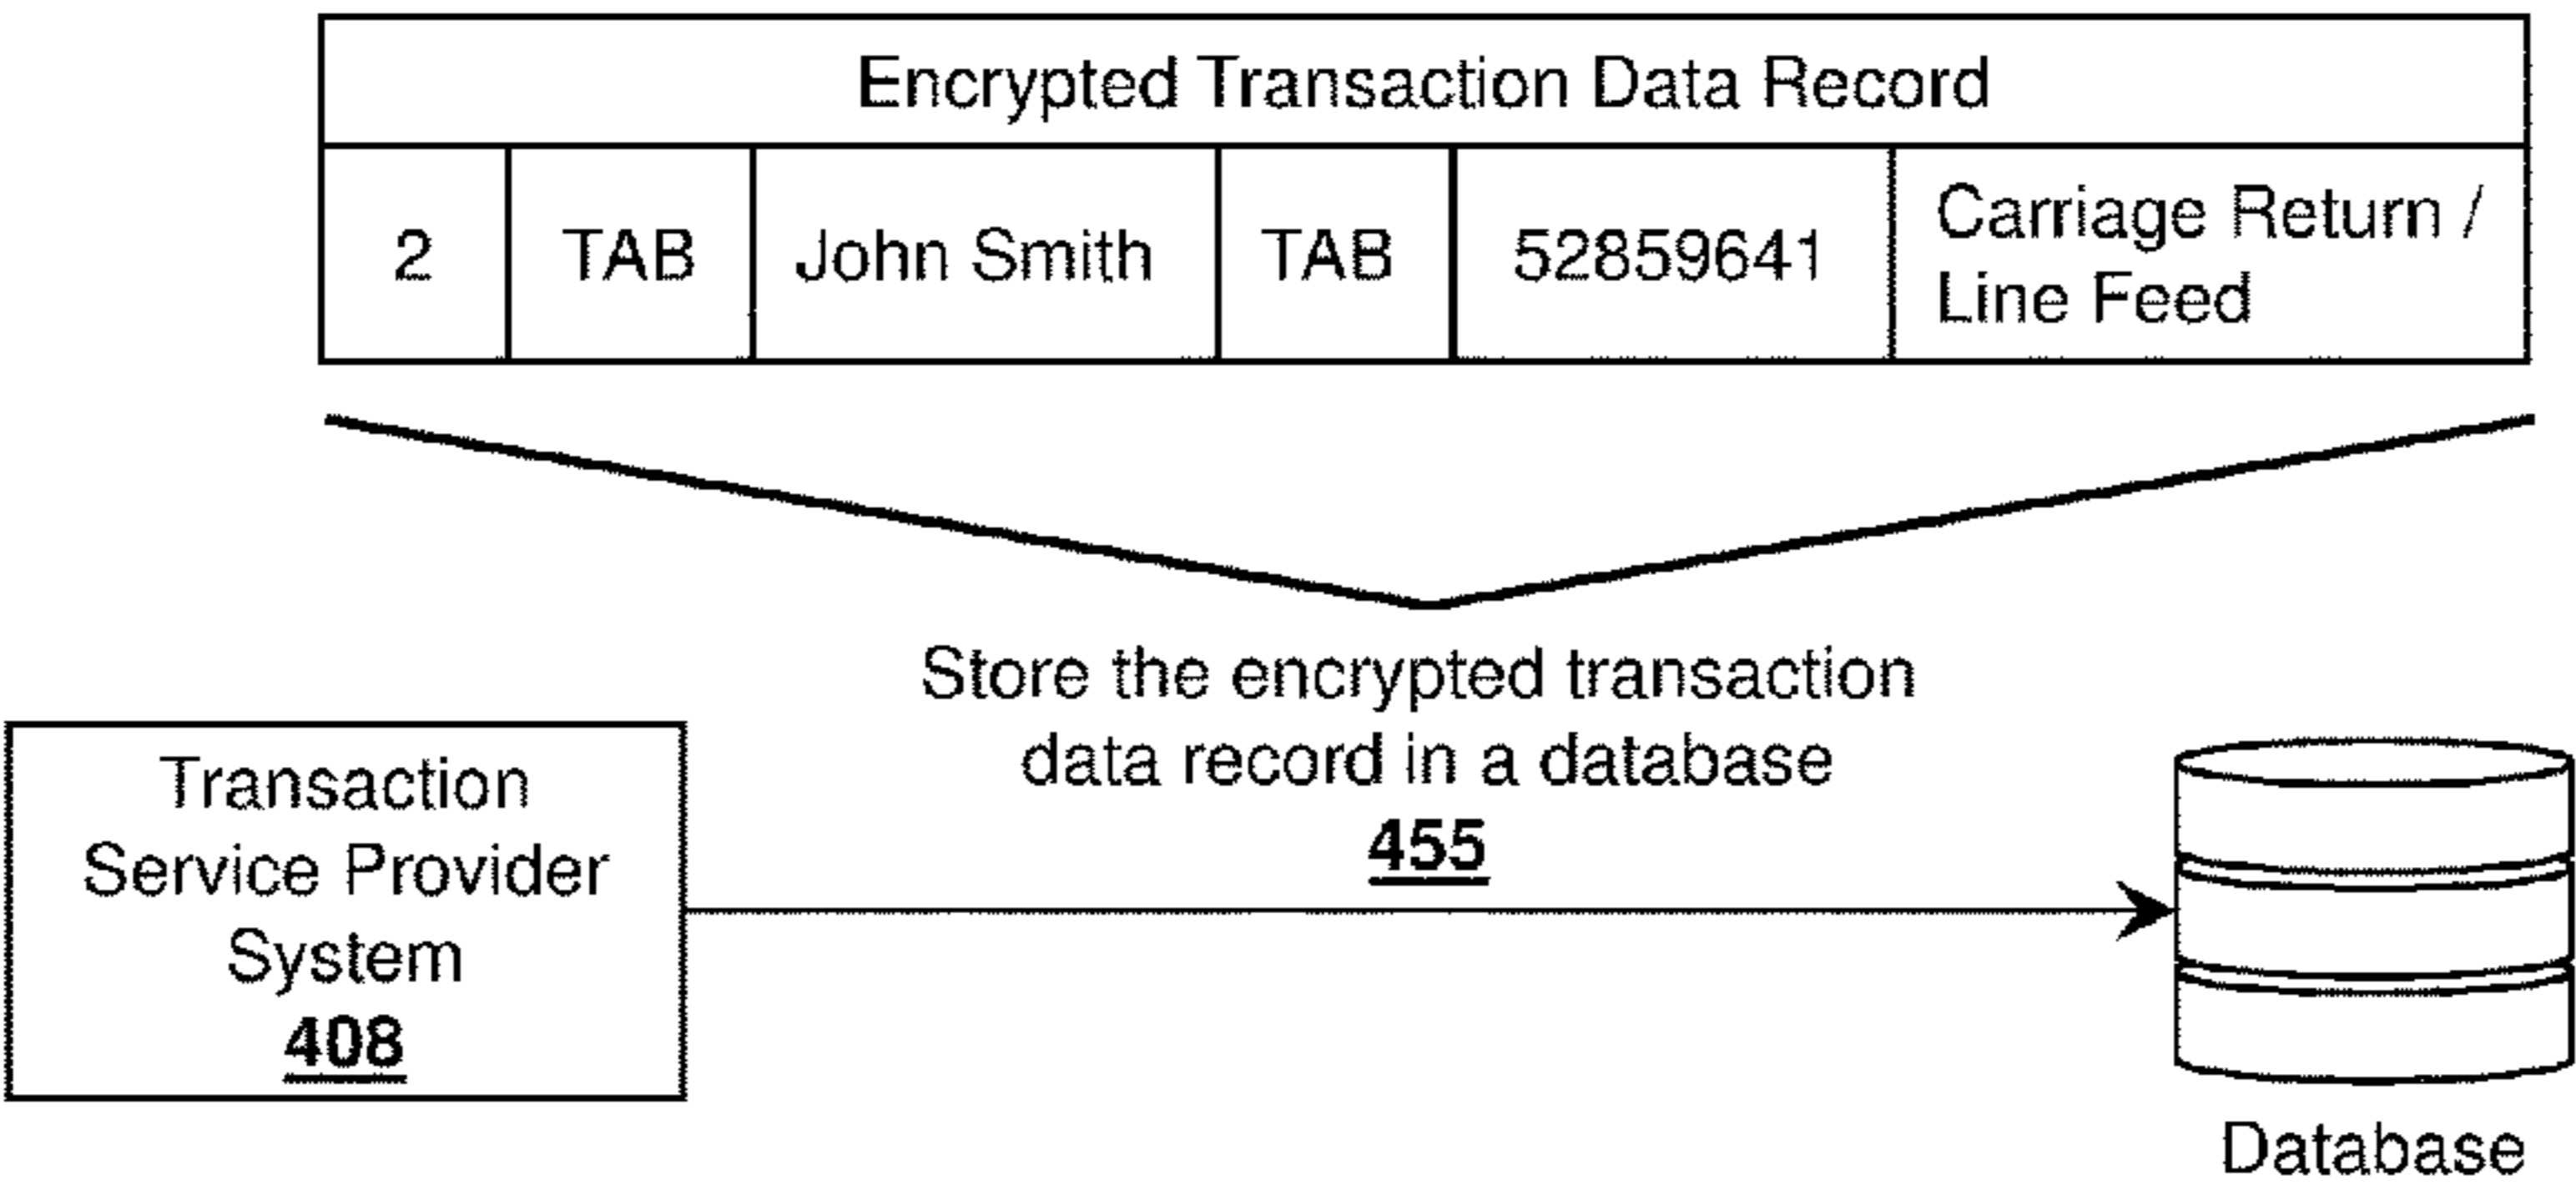 Encrypted Transaction Data Record
2 TAB John Smith TAB 52859641 Carriage Return /
Line Feed
Store the encrypted transaction
data record in a database
455
Transaction
Service Provider
System
408
Database